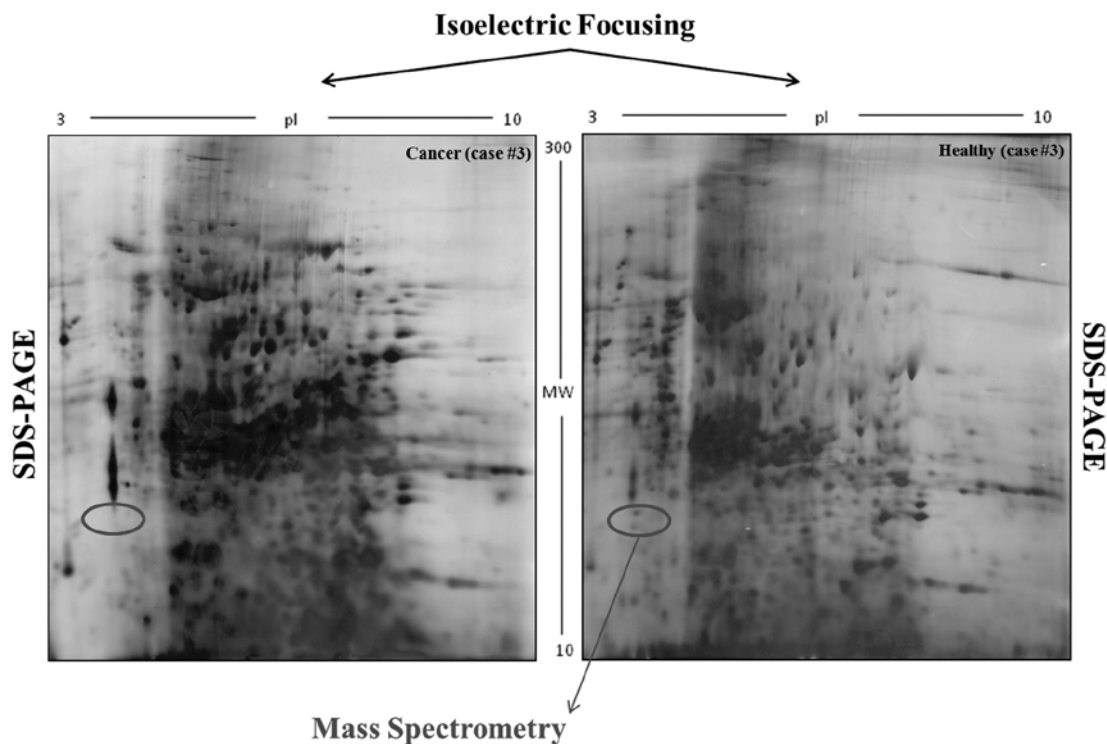 Isoelectric Focusing
3 pI 10
3 pI 10
Cancer (case #3)
300
Healthy (case #3)
SDS-PAGE
MW
SDS-PAGE
10
Mass Spectrometry